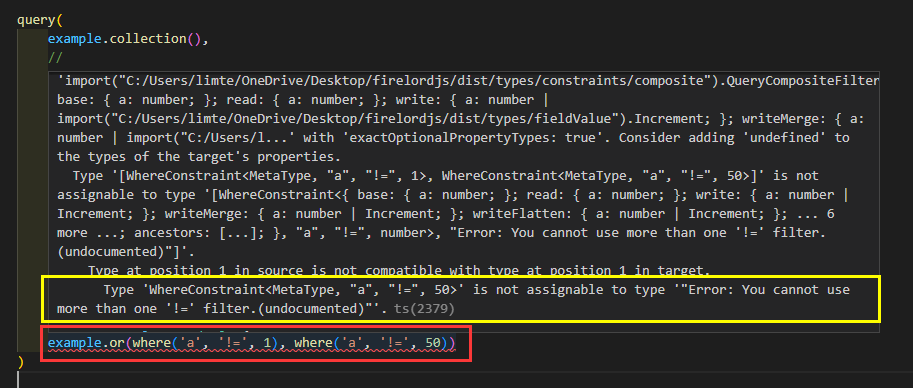 query(
example.collection(),
//
'import("C:/Users/limte/OneDrive/Desktop/firelordjs/dist/types/constraints/composite").QueryCompositeFilter
base: { a: number; }; read: { a: number; }; write: { a: number |
import("C:/Users/limte/OneDrive/Desktop/firelordjs/dist/types/fieldValue").Increment; }; writeMerge: { a:
number | import("C:/Users/l...' with 'exactOptionalPropertyTypes: true'. Consider adding 'undefined' to
the types of the target's properties.
Type '[WhereConstraint<MetaType, "a", "!=", 1>, WhereConstraint<MetaType, "a", "!=", 50>]' is not
assignable to type '[WhereConstraint<{ base: { a: number; }; read: { a: number; }; write: { a: number |
Increment; }; writeMerge: { a: number | Increment; }; writeFlatten: { a: number | Increment; }; ... 6
more ...; ancestors: [...]; }, "a", "!=", number>, "Error: You cannot use more than one '!=' filter.
(undocumented)"]'.
Type at position 1 in source is not compatible with type at position 1 in target.
Type 'WhereConstraint<MetaType, "a", "!=", 50>' is not assignable to type '"Error: You cannot use
more than one '!=' filter.(undocumented)"'. ts(2379)
example.or(where('a', '!=', 1), where('a', '!=', 50))
)